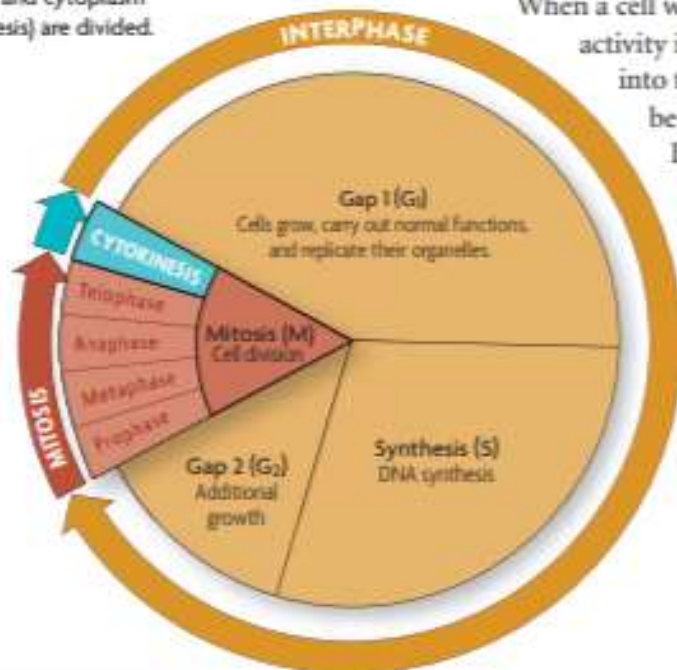 and cytoplasm
esis) are divided.
When a cell w
activity i
into t
be
INTERPHASE
Gap 1 (G₁)
Cells grow, carry out normal functions,
and replicate their organelles.
CYTOKINESIS
Telophase
Anaphase
Metaphase
Prophase
Mitosis (M)
Cell division
MITOSIS
Gap 2 (G₂)
Additional
growth
Synthesis (S)
DNA synthesis